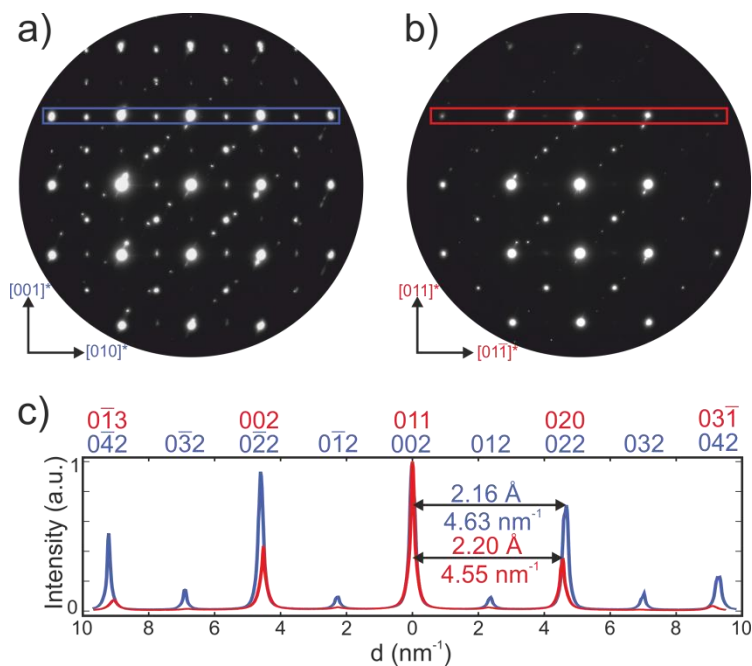 a)
b)
[001]*
[010]*
[011]*
[011̅]*
c)
01̅3 002 011 020 031̅
04̅2 03̅2 02̅2 01̅2 002 012 022 032 042
Intensity (a.u.)
1
0
2.16 Å
4.63 nm⁻¹
2.20 Å
4.55 nm⁻¹
10 8 6 4 2 0 2 4 6 8 10
d (nm⁻¹)